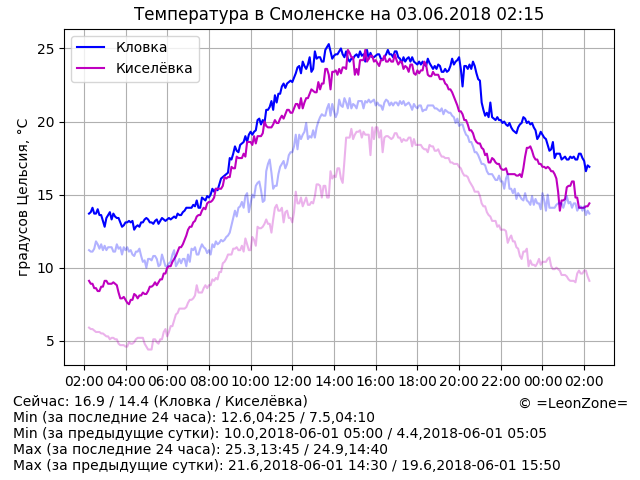 Температура в Смоленске на 03.06.2018 02:15
Кловка
Киселёвка
градусов Цельсия, °C
25
20
15
10
5
02:00 04:00 06:00 08:00 10:00 12:00 14:00 16:00 18:00 20:00 22:00 00:00 02:00
Сейчас: 16.9 / 14.4 (Кловка / Киселёвка)
© =LeonZone=
Min (за последние 24 часа): 12.6,04:25 / 7.5,04:10
Min (за предыдущие сутки): 10.0,2018-06-01 05:00 / 4.4,2018-06-01 05:05
Max (за последние 24 часа): 25.3,13:45 / 24.9,14:40
Max (за предыдущие сутки): 21.6,2018-06-01 14:30 / 19.6,2018-06-01 15:50